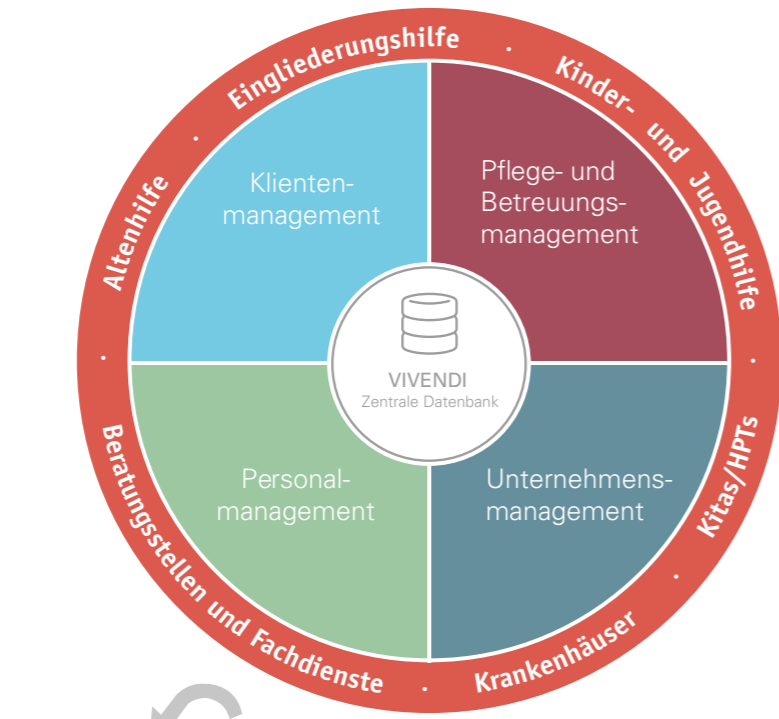 Altenhilfe · Eingliederungshilfe · Kinder- und Jugendhilfe · Kitas/HPTs · Krankenhäuser · Beratungsstellen und Fachdienste ·
Klienten-
management
Pflege- und
Betreuungs-
management
VIVENDI
Zentrale Datenbank
Personal-
management
Unternehmens-
management